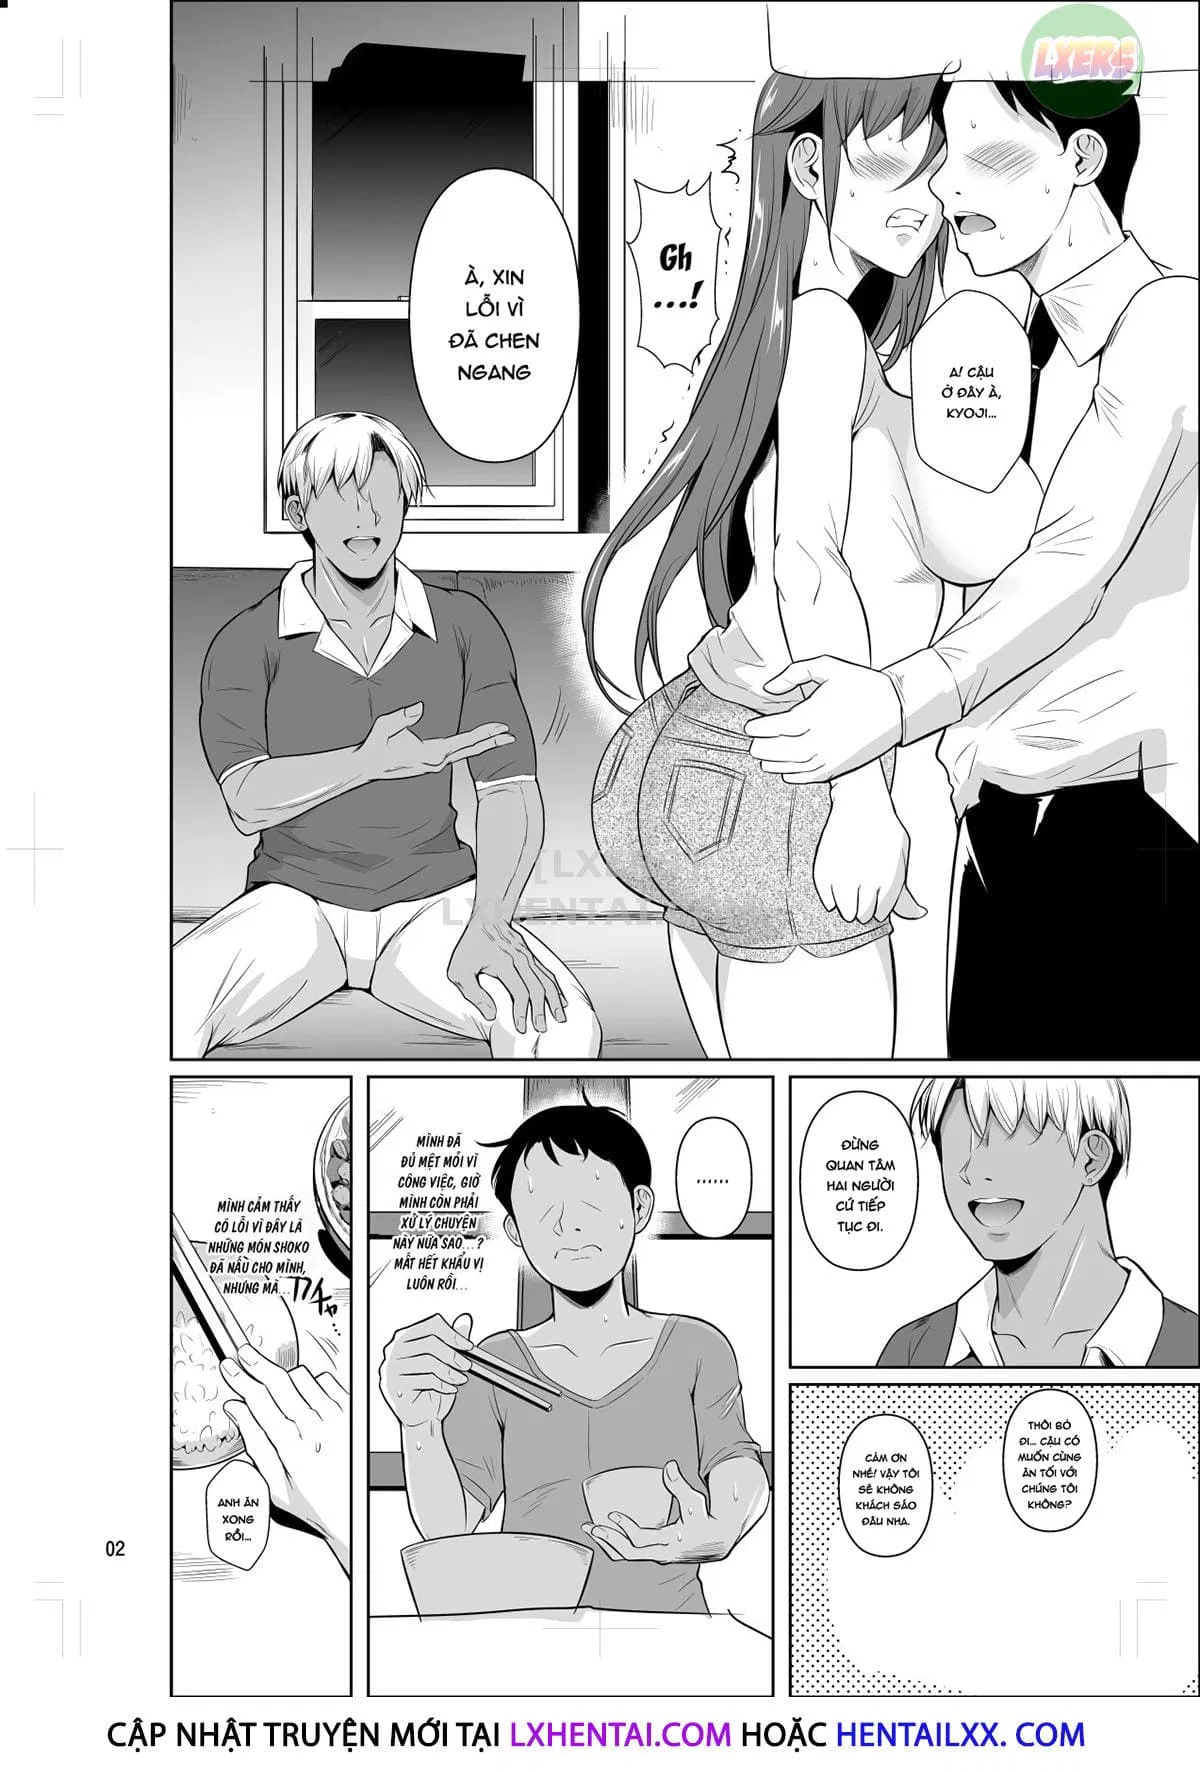 LXERS
Gh
...!
A! CẬU
Ở ĐÂY À,
KYOJI...
À, XIN
LỖI VÌ
ĐÃ CHEN
NGANG
[LXERS]
LXHENTAI.COM
ĐỪNG
QUAN TÂM
HAI NGƯỜI
CỨ TIẾP
TỤC ĐI.
THÔI BỎ
ĐI... CẬU CÓ
MUỐN CÙNG
ĂN TỐI VỚI
CHÚNG TÔI
KHÔNG?
CẢM ƠN
NHÉ! VẬY TÔI
SẼ KHÔNG
KHÁCH SÁO
ĐÂU NHA.
......
MÌNH ĐÃ
ĐỦ MỆT MỎI VÌ
CÔNG VIỆC, GIỜ
MÌNH CÒN PHẢI
XỬ LÝ CHUYỆN
NÀY NỮA SAO...?
MẤT HẾT KHẨU VỊ
LUÔN RỒI...
MÌNH CẢM THẤY
CÓ LỖI VÌ ĐÂY LÀ
NHỮNG MÓN SHOKO
ĐÃ NẤU CHO MÌNH,
NHƯNG MÀ...
ANH ĂN
XONG
RỒI...
02
CẬP NHẬT TRUYỆN MỚI TẠI LXHENTAI.COM HOẶC HENTAILXX. COM